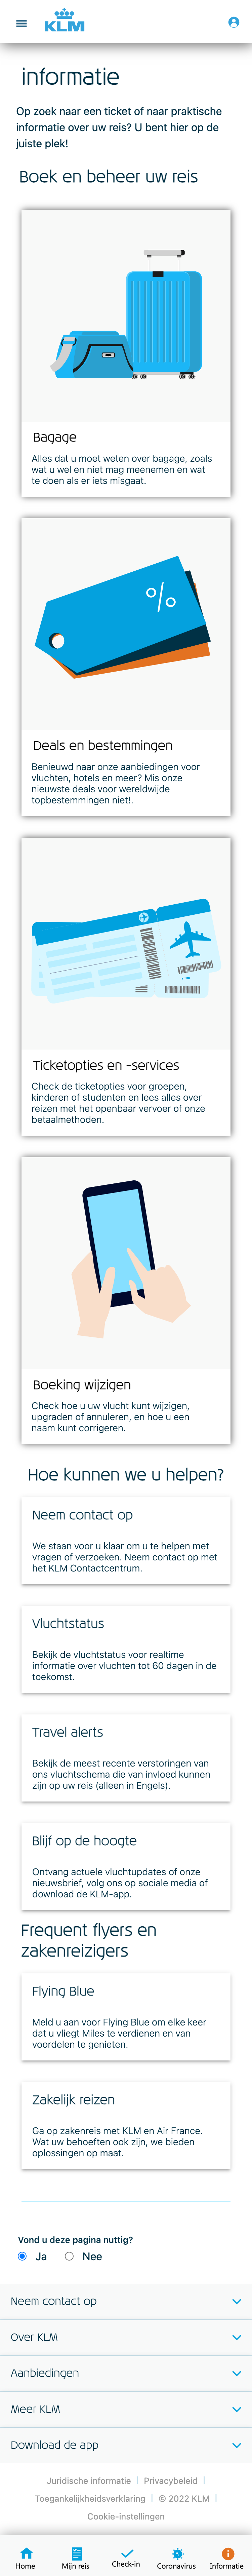 KLM
informatie
Op zoek naar een ticket of naar praktische
informatie over uw reis? U bent hier op de
juiste plek!
Boek en beheer uw reis
Bagage
Alles dat u moet weten over bagage, zoals
wat u wel en niet mag meenemen en wat
te doen als er iets misgaat.
%
Deals en bestemmingen
Benieuwd naar onze aanbiedingen voor
vluchten, hotels en meer? Mis onze
nieuwste deals voor wereldwijde
topbestemmingen niet!.
Ticketopties en -services
Check de ticketopties voor groepen,
kinderen of studenten en lees alles over
reizen met het openbaar vervoer of onze
betaalmethoden.
Boeking wijzigen
Check hoe u uw vlucht kunt wijzigen,
upgraden of annuleren, en hoe u een
naam kunt corrigeren.
Hoe kunnen we u helpen?
Neem contact op
We staan voor u klaar om u te helpen met
vragen of verzoeken. Neem contact op met
het KLM Contactcentrum.
Vluchtstatus
Bekijk de vluchtstatus voor realtime
informatie over vluchten tot 60 dagen in de
toekomst.
Travel alerts
Bekijk de meest recente verstoringen van
ons vluchtschema die van invloed kunnen
zijn op uw reis (alleen in Engels).
Blijf op de hoogte
Ontvang actuele vluchtupdates of onze
nieuwsbrief, volg ons op sociale media of
download de KLM-app.
Frequent flyers en
zakenreizigers
Flying Blue
Meld u aan voor Flying Blue om elke keer
dat u vliegt Miles te verdienen en van
voordelen te genieten.
Zakelijk reizen
Ga op zakenreis met KLM en Air France.
Wat uw behoeften ook zijn, we bieden
oplossingen op maat.
Vond u deze pagina nuttig?
Ja Nee
Neem contact op
Over KLM
Aanbiedingen
Meer KLM
Download de app
Juridische informatie | Privacybeleid |
Toegankelijkheidsverklaring | © 2022 KLM |
Cookie-instellingen
Home Mijn reis Check-in Coronavirus Informatie